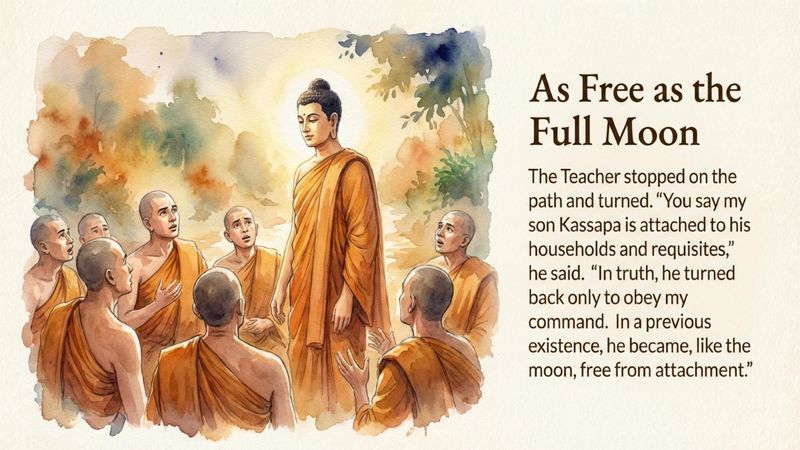 As Free as the
Full Moon
The Teacher stopped on the
path and turned. “You say my
son Kassapa is attached to his
households and requisites,”
he said. “In truth, he turned
back only to obey my
command. In a previous
existence, he became, like the
moon, free from attachment.”